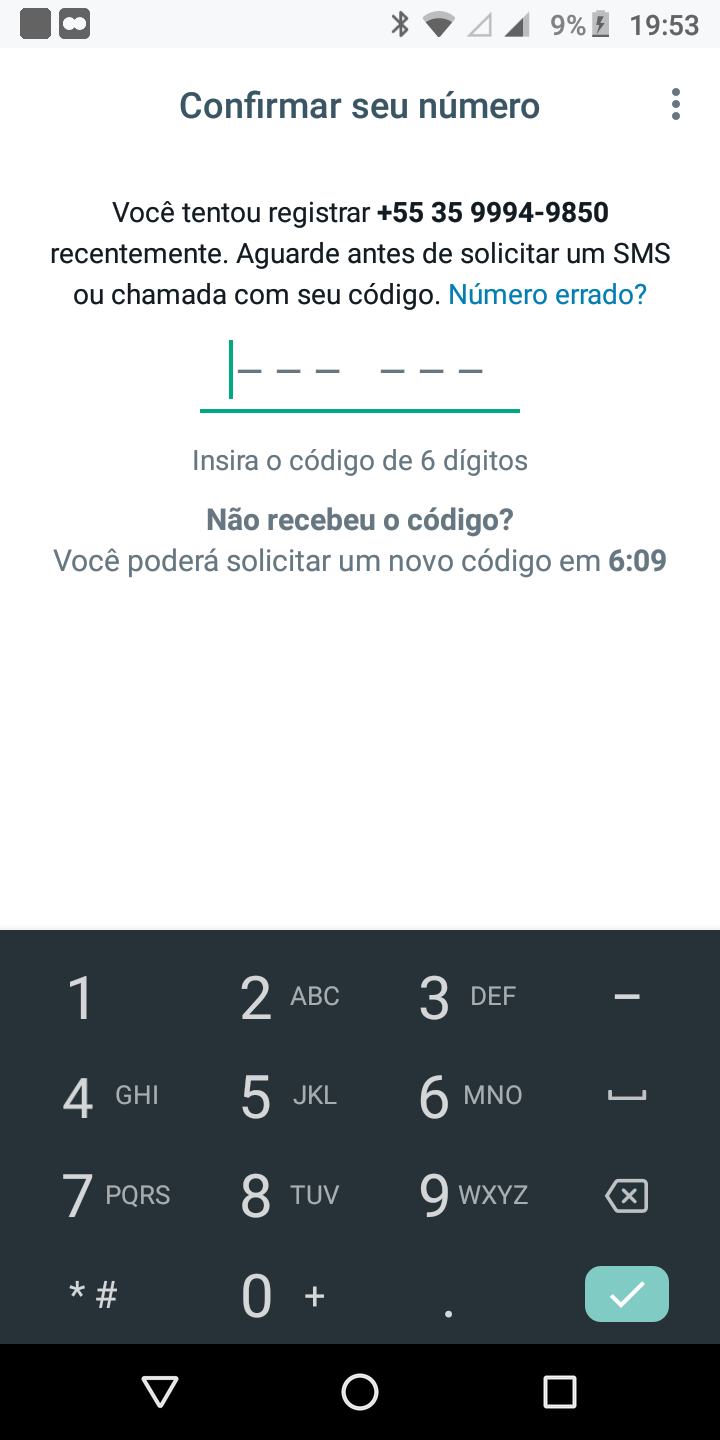 9% 19:53
Confirmar seu número
Você tentou registrar +55 35 9994-9850
recentemente. Aguarde antes de solicitar um SMS
ou chamada com seu código. Número errado?
– – –  – – –
Insira o código de 6 dígitos
Não recebeu o código?
Você poderá solicitar um novo código em 6:09
1 2 ABC 3 DEF –
4 GHI 5 JKL 6 MNO
7 PQRS 8 TUV 9 WXYZ
* # 0 + .